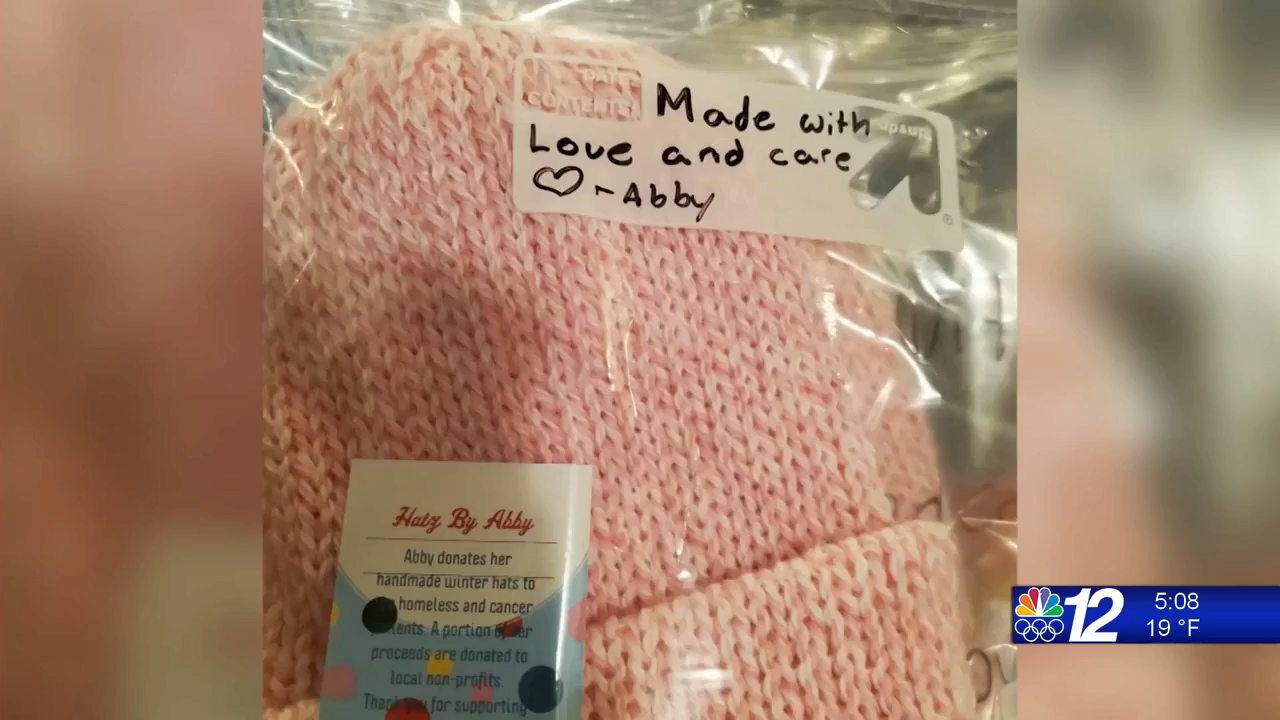 DATE
CONTENTS
up&up
Made with
Love and care
♡ - Abby
Hatz By Abby
Abby donates her
handmade winter hats to
homeless and cancer
patients. A portion of her
proceeds are donated to
local non-profits.
Thank you for supporting
12
5:08
19 °F